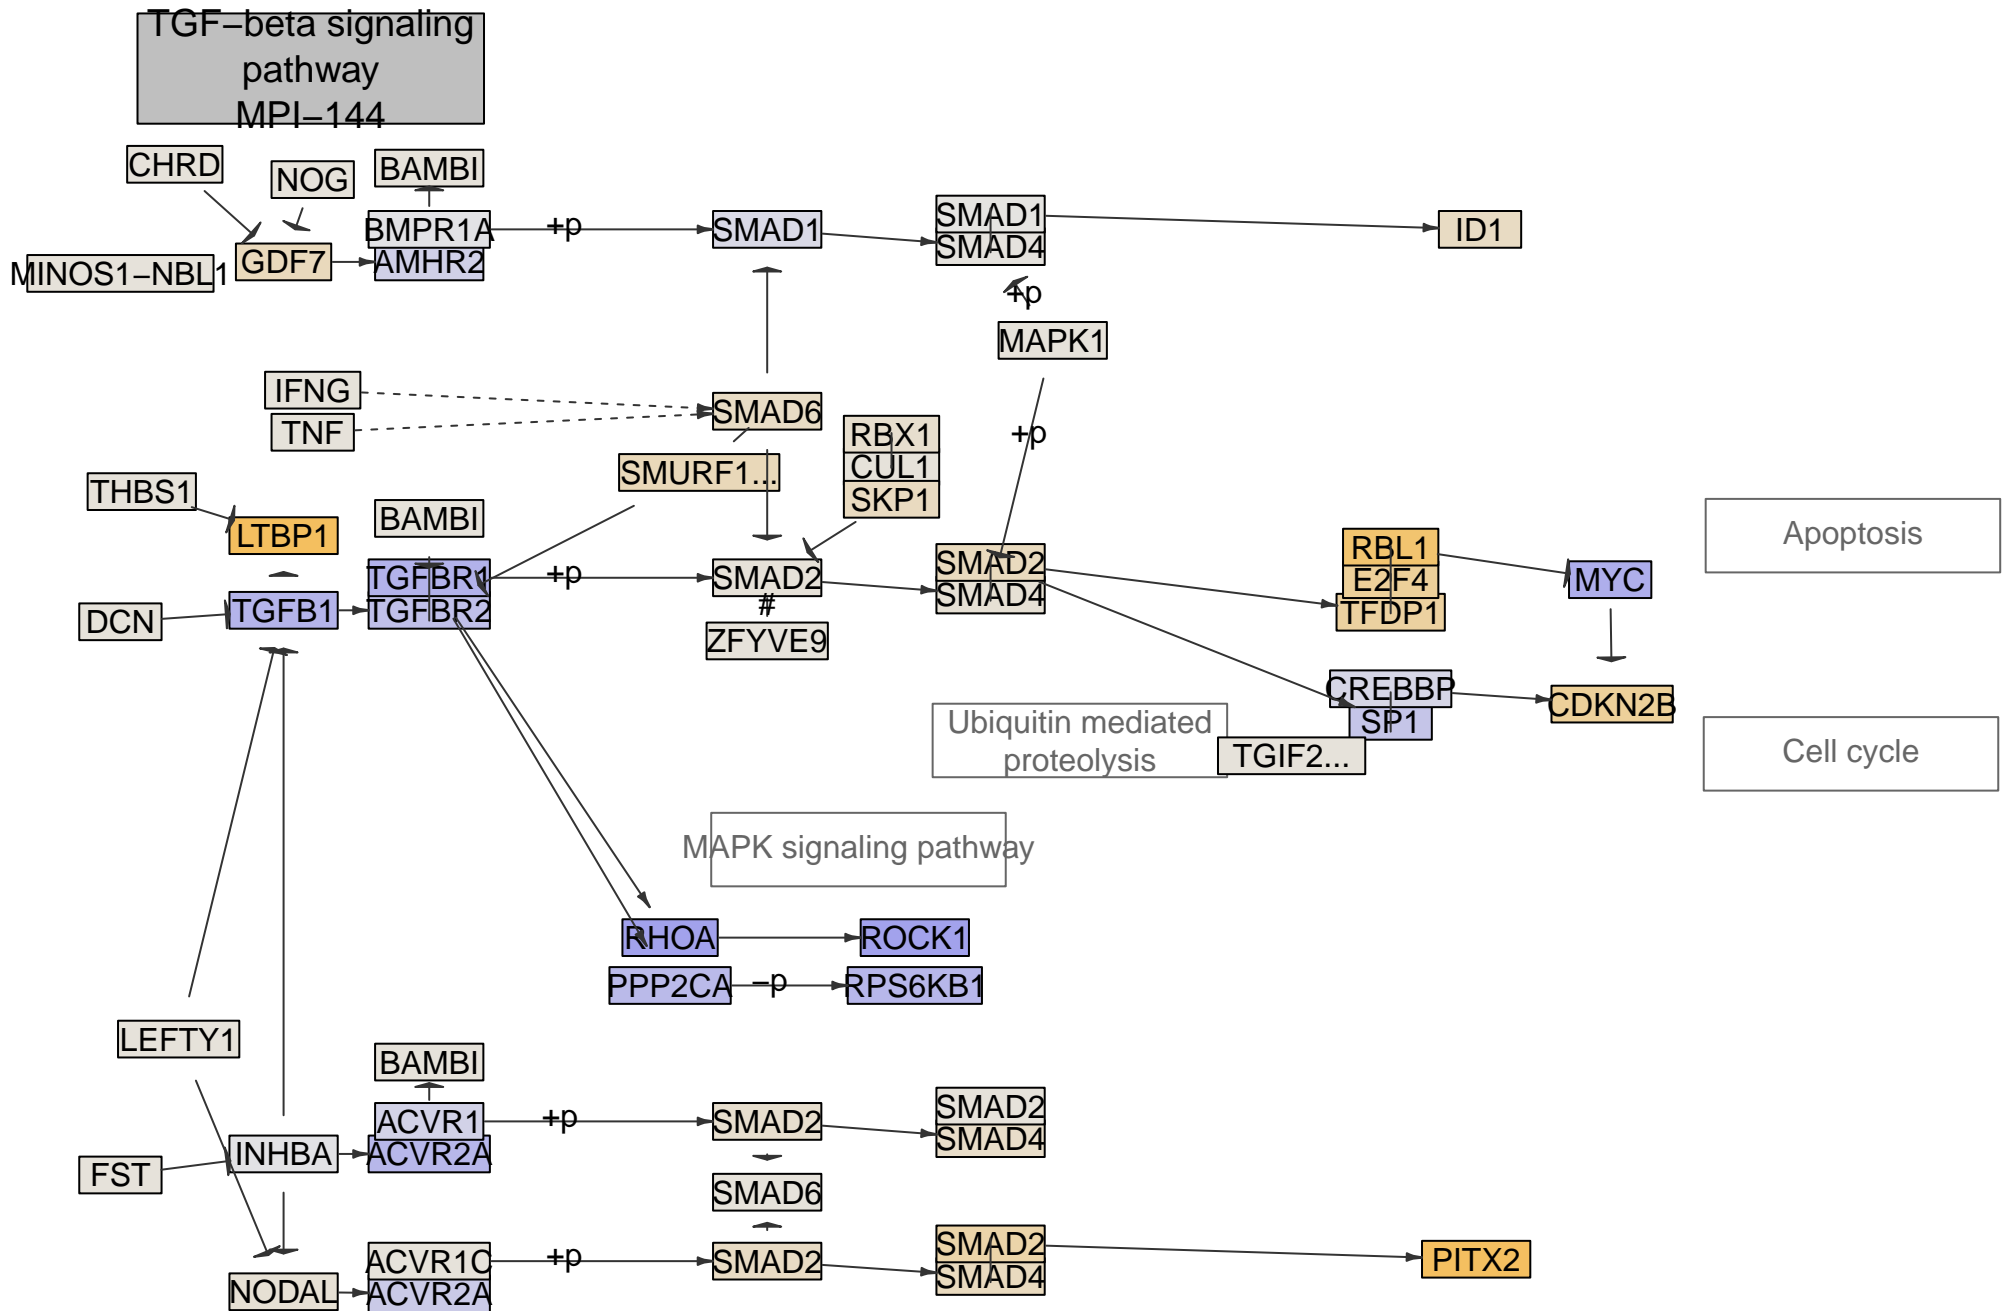 TGF−beta signaling
pathway
MPI−144
CHRD
NOG
BAMBI
BMPR1A
+p
SMAD1
SMAD1
SMAD4
ID1
MINOS1−NBL1
GDF7
AMHR2
+p
MAPK1
IFNG
TNF
SMAD6
RBX1
CUL1
SKP1
+p
SMURF1...
THBS1
LTBP1
BAMBI
TGFBR1
TGFBR2
+p
SMAD2
#
ZFYVE9
SMAD2
SMAD4
RBL1
E2F4
TFDP1
MYC
Apoptosis
DCN
TGFB1
CREBBP
SP1
TGIF2...
CDKN2B
Ubiquitin mediated
proteolysis
Cell cycle
MAPK signaling pathway
RHOA
ROCK1
PPP2CA
−p
RPS6KB1
LEFTY1
BAMBI
ACVR1
ACVR2A
+p
SMAD2
SMAD2
SMAD4
FST
INHBA
SMAD6
NODAL
ACVR1C
ACVR2A
+p
SMAD2
SMAD2
SMAD4
PITX2